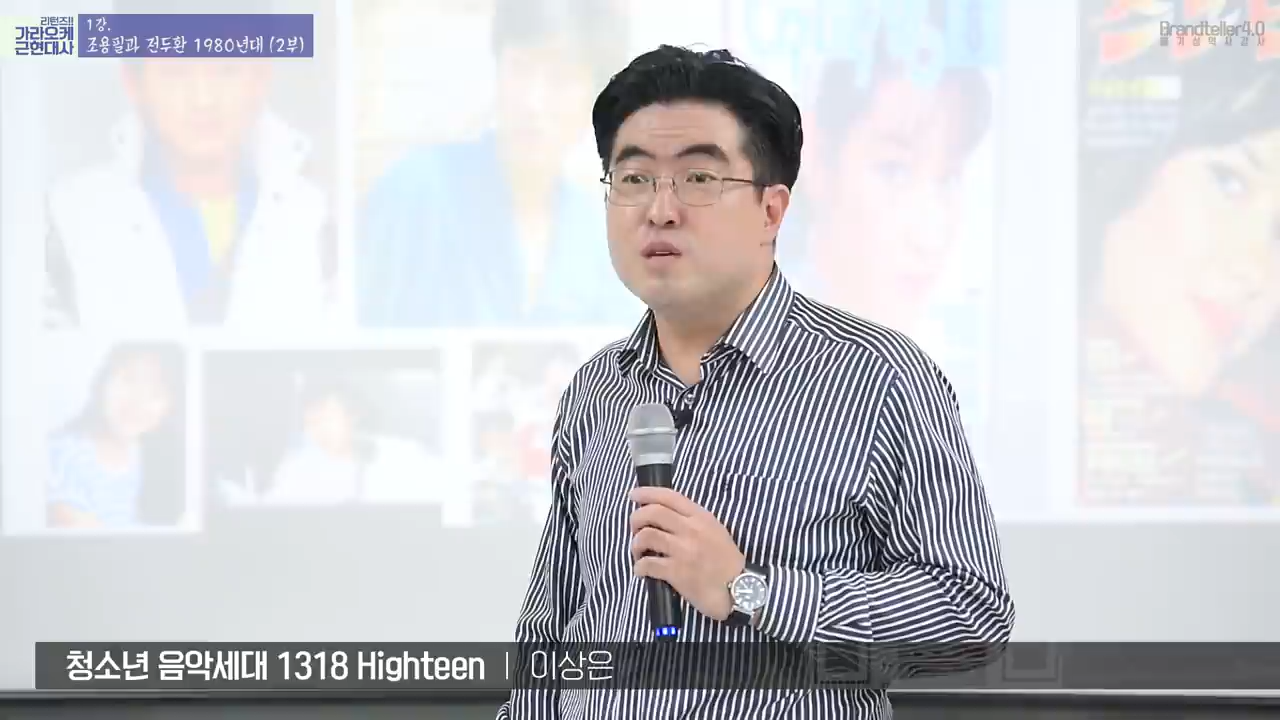 리턴즈!!
가라오케
근현대사
1강.
조용필과 전두환 1980년대 (2부)
Brandteller4.0
청소년 음악세대 1318 Highteen | 이상은